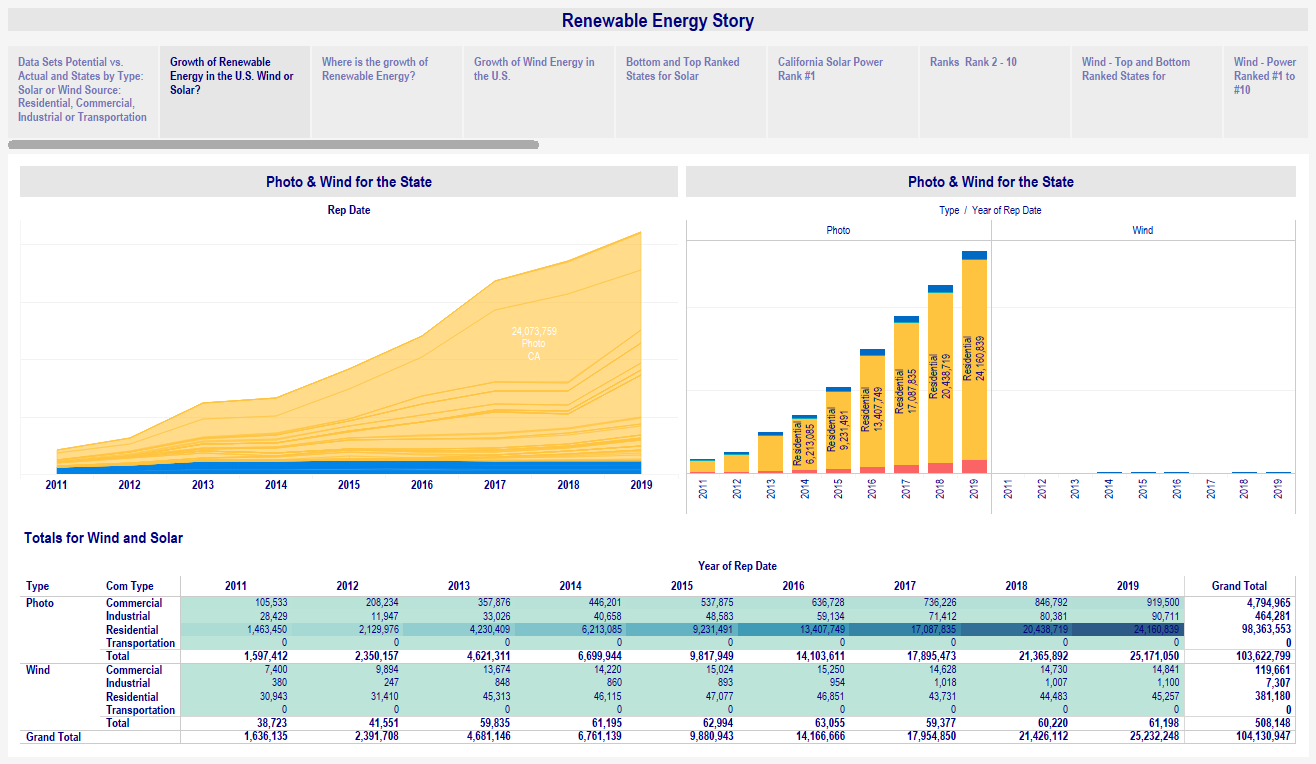 Renewable Energy Story
Data Sets Potential vs.
Actual and States by Type:
Solar or Wind Source:
Residential, Commercial,
Industrial or Transportation
Growth of Renewable
Energy in the U.S. Wind or
Solar?
Where is the growth of
Renewable Energy?
Growth of Wind Energy in
the U.S.
Bottom and Top Ranked
States for Solar
California Solar Power
Rank #1
Ranks Rank 2 - 10
Wind - Top and Bottom
Ranked States for
Wind - Power
Ranked #1 to
#10
Photo & Wind for the State
Rep Date
24,073,759
Photo
CA
2011 2012 2013 2014 2015 2016 2017 2018 2019
Photo & Wind for the State
Type / Year of Rep Date
Photo Wind
Residential
6,213,085
Residential
9,231,491
Residential
13,407,749
Residential
17,087,835
Residential
20,438,719
Residential
24,160,839
2011 2012 2013 2014 2015 2016 2017 2018 2019 2011 2012 2013 2014 2015 2016 2017 2018 2019
Totals for Wind and Solar
Year of Rep Date
Type Com Type 2011 2012 2013 2014 2015 2016 2017 2018 2019 Grand Total
Photo Commercial 105,533 208,234 357,876 446,201 537,875 636,728 736,226 846,792 919,500 4,794,965
Industrial 28,429 11,947 33,026 40,658 48,583 59,134 71,412 80,381 90,711 464,281
Residential 1,463,450 2,129,976 4,230,409 6,213,085 9,231,491 13,407,749 17,087,835 20,438,719 24,160,839 98,363,553
Transportation 0 0 0 0 0 0 0 0 0 0
Total 1,597,412 2,350,157 4,621,311 6,699,944 9,817,949 14,103,611 17,895,473 21,365,892 25,171,050 103,622,799
Wind Commercial 7,400 9,894 13,674 14,220 15,024 15,250 14,628 14,730 14,841 119,661
Industrial 380 247 848 860 893 954 1,018 1,007 1,100 7,307
Residential 30,943 31,410 45,313 46,115 47,077 46,851 43,731 44,483 45,257 381,180
Transportation 0 0 0 0 0 0 0 0 0 0
Total 38,723 41,551 59,835 61,195 62,994 63,055 59,377 60,220 61,198 508,148
Grand Total 1,636,135 2,391,708 4,681,146 6,761,139 9,880,943 14,166,666 17,954,850 21,426,112 25,232,248 104,130,947